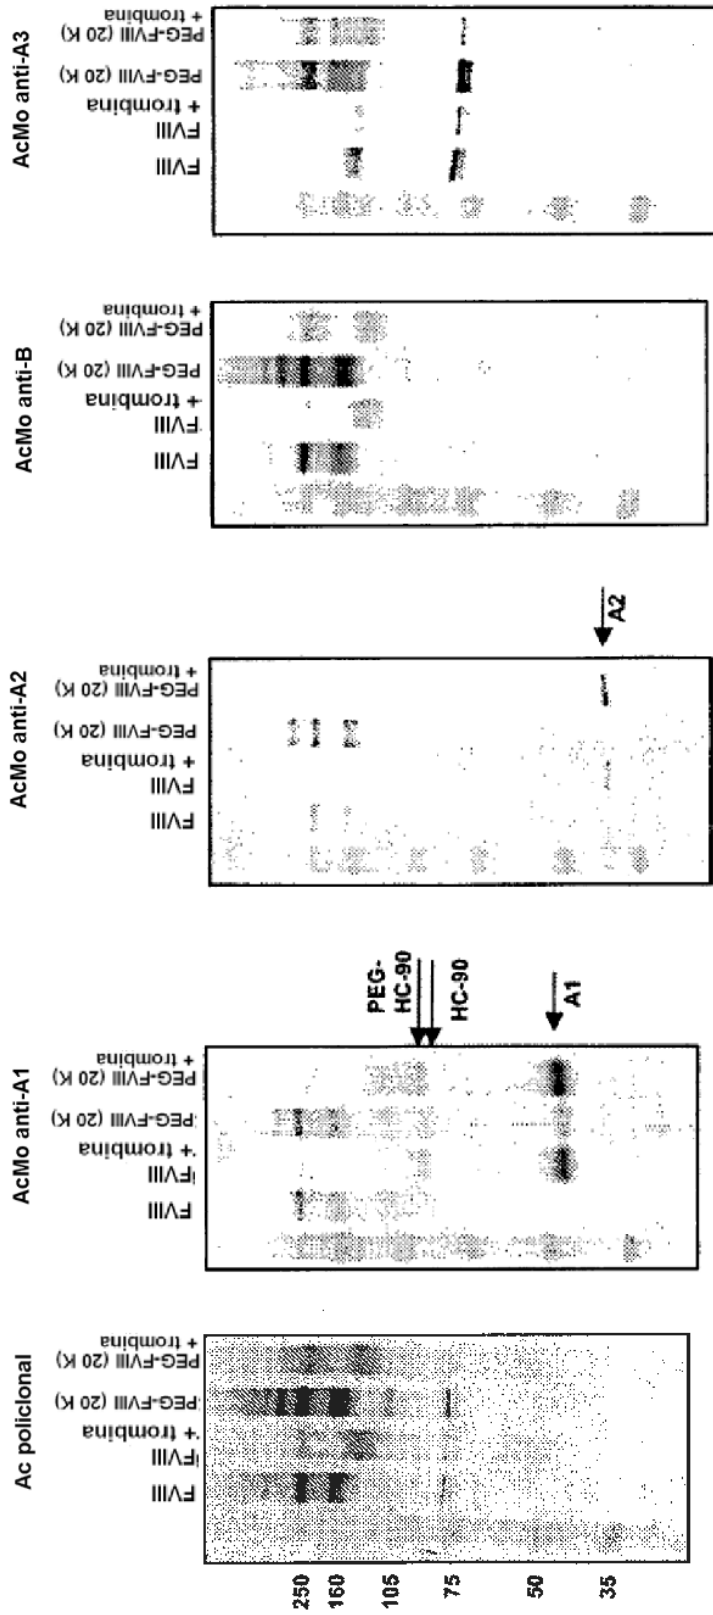 Ac policlonal
FVIII
FVIII
+ trombina
PEG-FVIII (20 K)
PEG-FVIII (20 K)
+ trombina
250
160
105
75
50
35
AcMo anti-A1
FVIII
FVIII
+ trombina
PEG-FVIII (20 K)
PEG-FVIII (20 K)
+ trombina
PEG-
HC-90
HC-90
A1
AcMo anti-A2
FVIII
FVIII
+ trombina
PEG-FVIII (20 K)
PEG-FVIII (20 K)
+ trombina
A2
AcMo anti-B
FVIII
FVIII
+ trombina
PEG-FVIII (20 K)
PEG-FVIII (20 K)
+ trombina
AcMo anti-A3
FVIII
FVIII
+ trombina
PEG-FVIII (20 K)
PEG-FVIII (20 K)
+ trombina